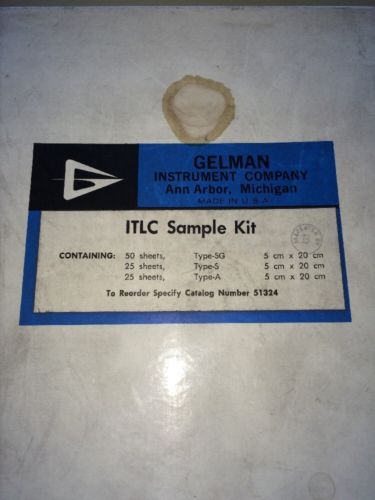 GELMAN
INSTRUMENT COMPANY
Ann Arbor, Michigan
MADE IN U.S.A.
ITLC Sample Kit
CONTAINING: 50 sheets, Type-SG 5 cm x 20 cm
25 sheets, Type-S 5 cm x 20 cm
25 sheets, Type-A 5 cm x 20 cm
To Reorder Specify Catalog Number 51324